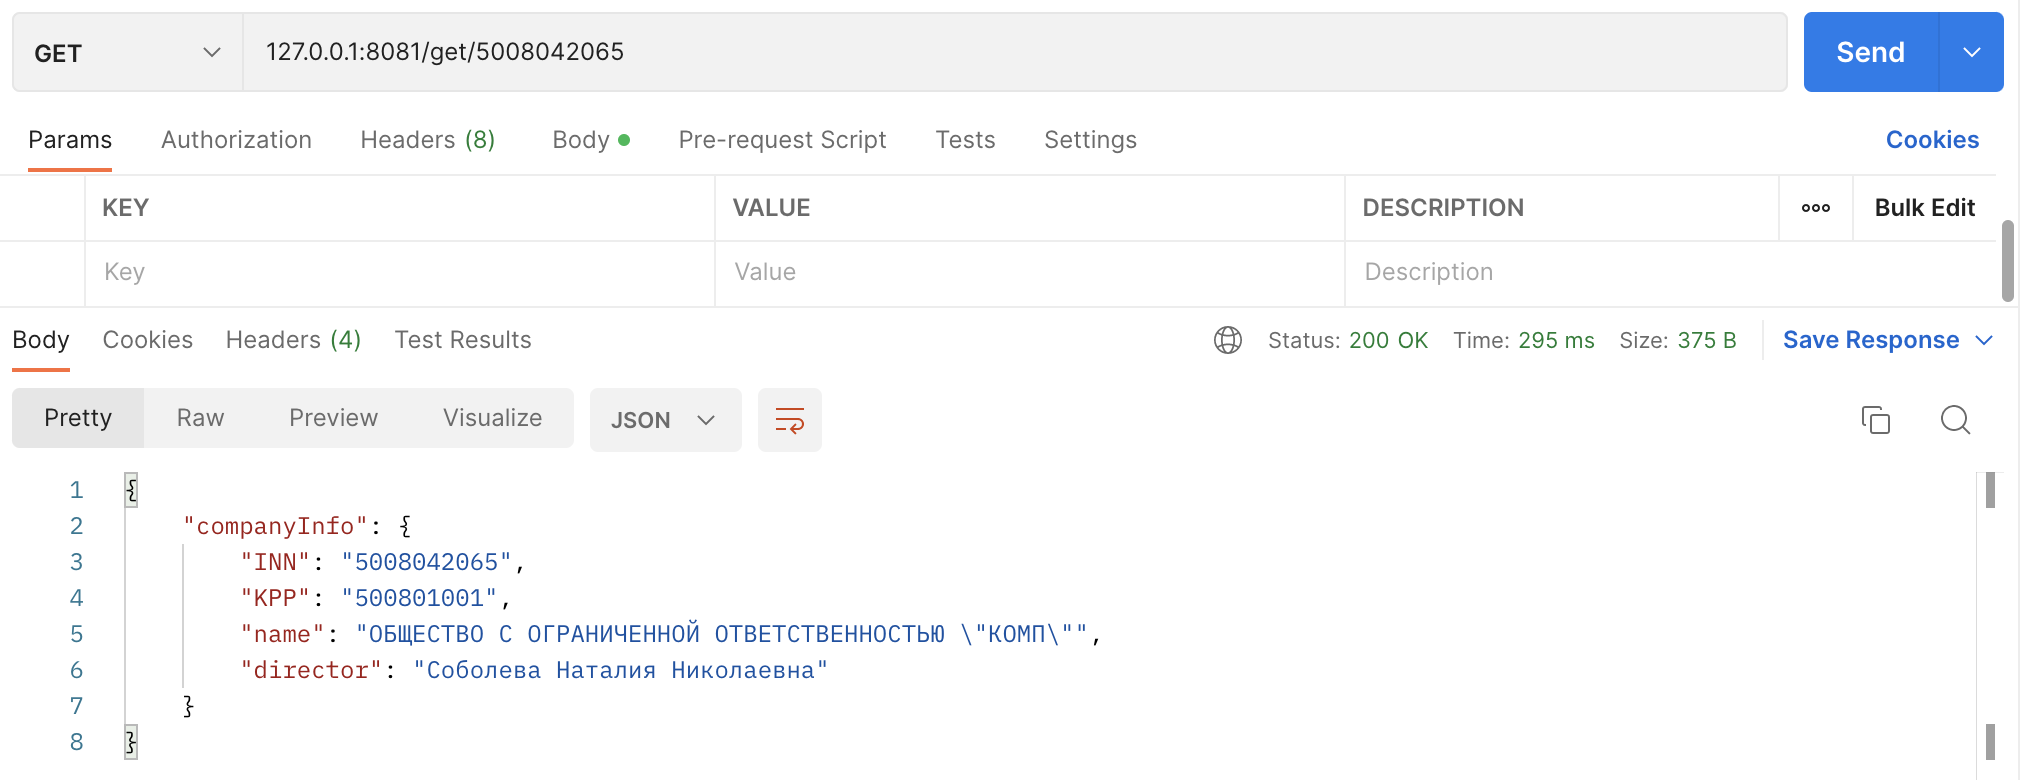 GET 127.0.0.1:8081/get/5008042065 Send
Params Authorization Headers (8) Body Pre-request Script Tests Settings Cookies
KEY VALUE DESCRIPTION ooo Bulk Edit
Key Value Description
Body Cookies Headers (4) Test Results Status: 200 OK Time: 295 ms Size: 375 B Save Response
Pretty Raw Preview Visualize JSON
1 {
2 "companyInfo": {
3 "INN": "5008042065",
4 "KPP": "500801001",
5 "name": "ОБЩЕСТВО С ОГРАНИЧЕННОЙ ОТВЕТСТВЕННОСТЬЮ \"КОМП\"",
6 "director": "Соболева Наталия Николаевна"
7 }
8 }